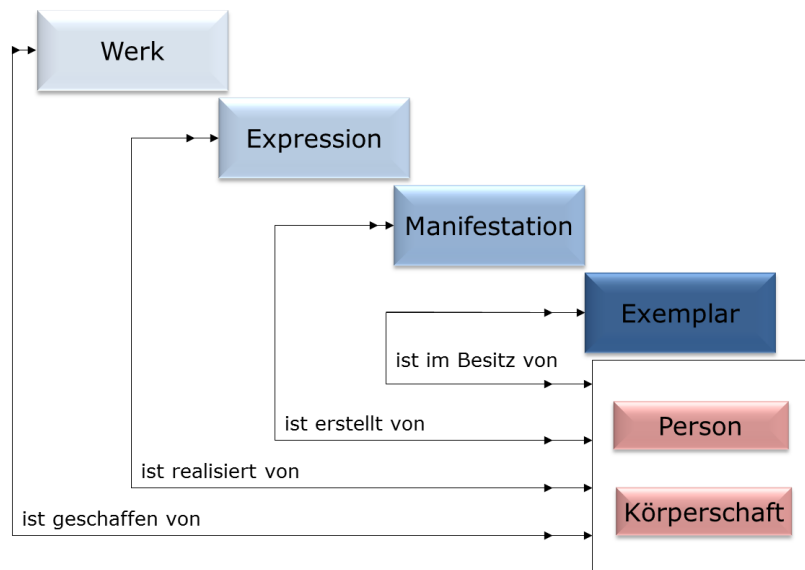 Werk
Expression
Manifestation
Exemplar
ist im Besitz von
Person
ist erstellt von
ist realisiert von
Körperschaft
ist geschaffen von